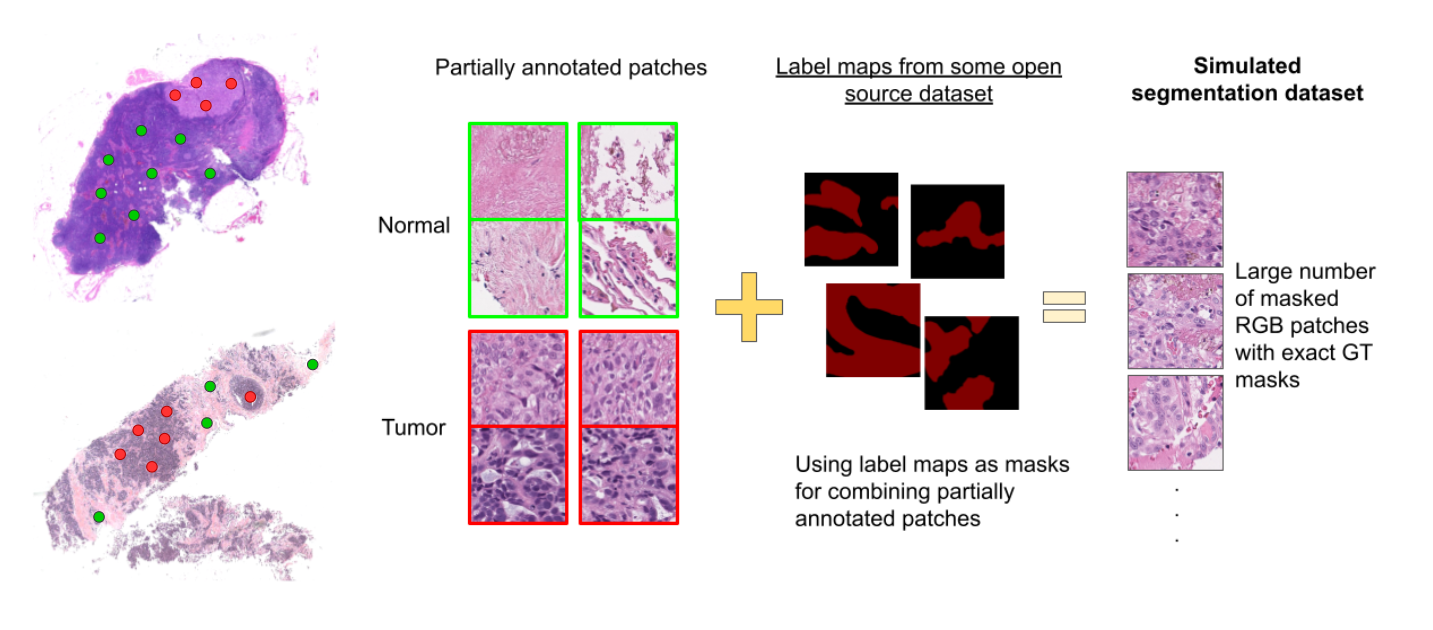 Partially annotated patches
Label maps from some open
source dataset
Simulated
segmentation dataset
Normal
Tumor
Using label maps as masks
for combining partially
annotated patches
Large number
of masked
RGB patches
with exact GT
masks
.
.
.